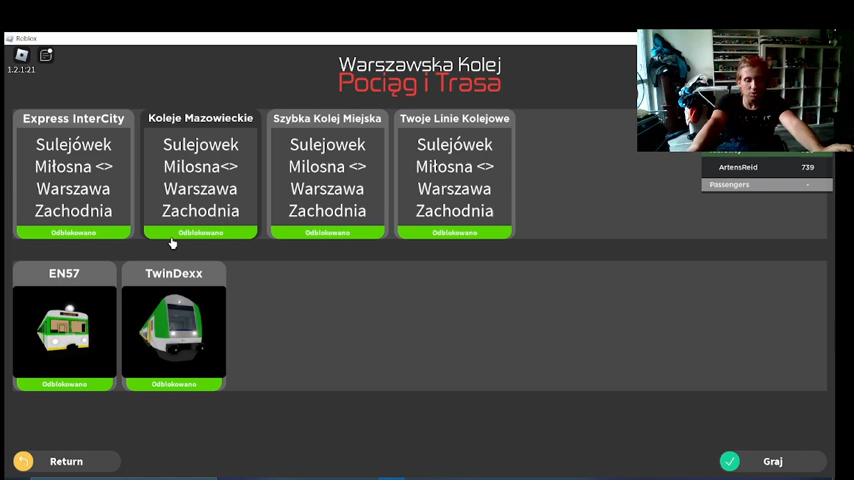 Roblox
1.2.1:21
Warszawska Kolej
Pociąg i Trasa
Express InterCity
Sulejówek
Miłosna <>
Warszawa
Zachodnia
Odblokowano
Koleje Mazowieckie
Sulejowek
Milosna<>
Warszawa
Zachodnia
Odblokowano
Szybka Kolej Miejska
Sulejowek
Milosna <>
Warszawa
Zachodnia
Odblokowano
Twoje Linie Kolejowe
Sulejówek
Miłosna <>
Warszawa
Zachodnia
Odblokowano
ArtensReid 739
Passengers -
EN57
Odblokowano
TwinDexx
Odblokowano
Return
Graj